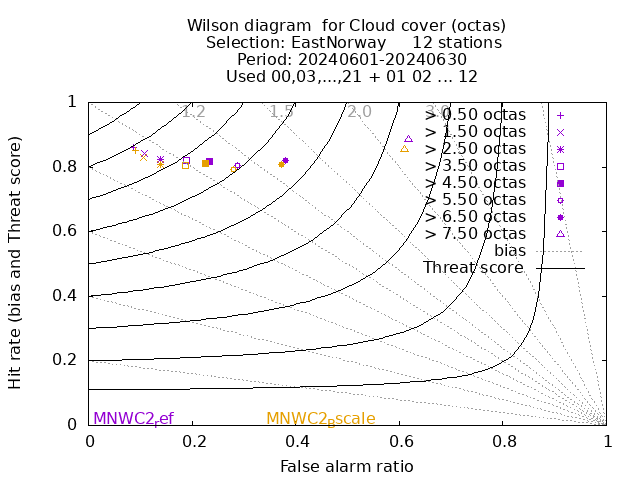 Wilson diagram  for Cloud cover (octas)
Selection: EastNorway     12 stations
Period: 20240601-20240630
Used 00,03,...,21 + 01 02 ... 12
Hit rate (bias and Threat score)
1
0.8
0.6
0.4
0.2
0
1.2
1.5
2.0
3.0
> 0.50 octas
> 1.50 octas
> 2.50 octas
> 3.50 octas
> 4.50 octas
> 5.50 octas
> 6.50 octas
> 7.50 octas
bias
Threat score
MNWC2ref
MNWC2Bscale
0
0.2
0.4
0.6
0.8
1
False alarm ratio